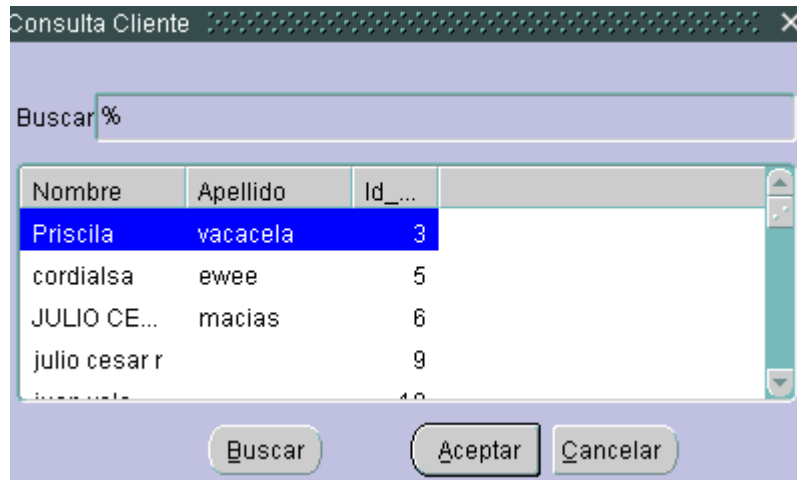 Consulta Cliente
Buscar %
Nombre Apellido Id_...
Priscila vacacela 3
cordialsa ewee 5
JULIO CE... macias 6
julio cesar r 9
Buscar Aceptar Cancelar